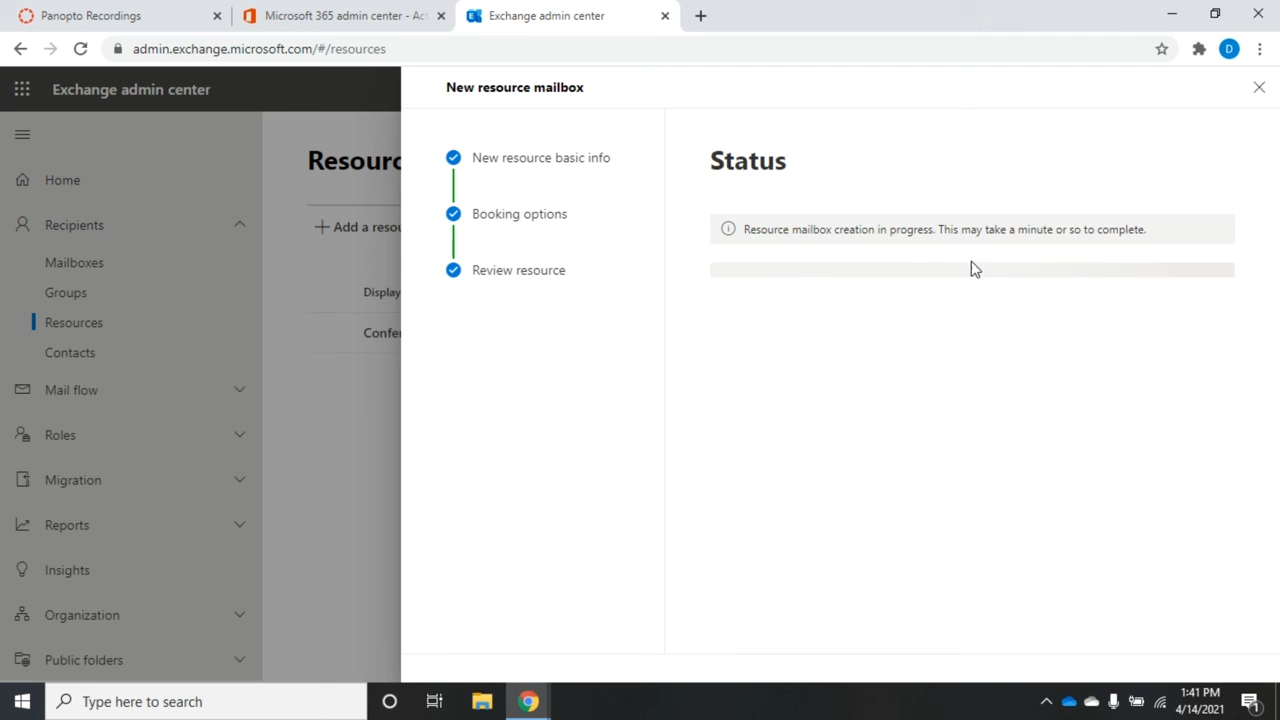 Panopto Recordings
Microsoft 365 admin center - Act
Exchange admin center
admin.exchange.microsoft.com/#/resources
D
Exchange admin center
Home
Recipients
Mailboxes
Groups
Resources
Contacts
Mail flow
Roles
Migration
Reports
Insights
Organization
Public folders
Resourc
Add a resou
Display
Confer
New resource mailbox
New resource basic info
Booking options
Review resource
Status
Resource mailbox creation in progress. This may take a minute or so to complete.
Type here to search
1:41 PM
4/14/2021
1